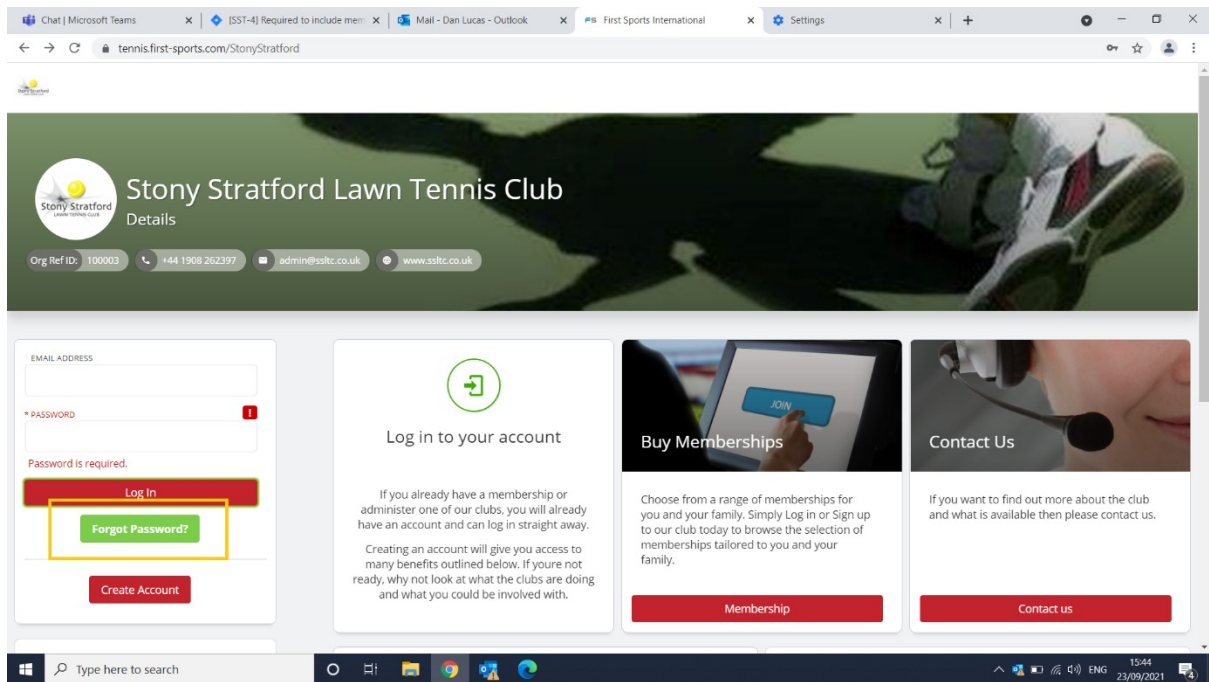 Chat | Microsoft Teams
[SST-4] Required to include mem
Mail - Dan Lucas - Outlook
FS First Sports International
Settings
tennis.first-sports.com/StonyStratford
Stony Stratford
LAWN TENNIS CLUB
Stony Stratford Lawn Tennis Club
Details
Org Ref ID: 100003
+44 1908 262397
admin@ssltc.co.uk
www.ssltc.co.uk
EMAIL ADDRESS
* PASSWORD
!
Password is required.
Log In
Forgot Password?
Create Account
Log in to your account
If you already have a membership or
administer one of our clubs, you will already
have an account and can log in straight away.
Creating an account will give you access to
many benefits outlined below. If youre not
ready, why not look at what the clubs are doing
and what you could be involved with.
JOIN
Buy Memberships
Choose from a range of memberships for
you and your family. Simply Log in or Sign up
to our club today to browse the selection of
memberships tailored to you and your
family.
Membership
Contact Us
If you want to find out more about the club
and what is available then please contact us.
Contact us
Type here to search
ENG
15:44
23/09/2021
4